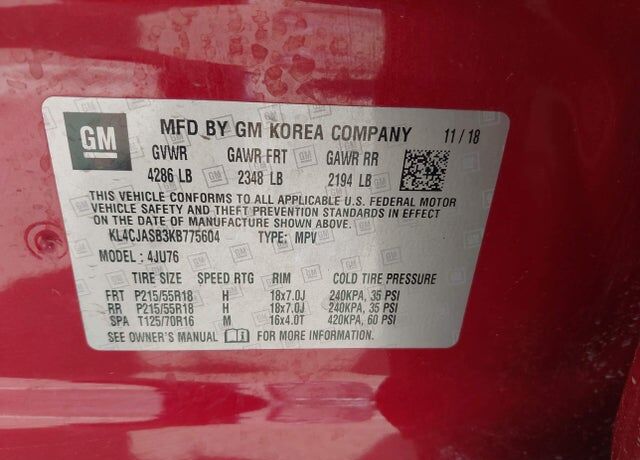 GM MFD BY GM KOREA COMPANY 11/18
GVWR GAWR FRT GAWR RR
4286 LB 2348 LB 2194 LB
THIS VEHICLE CONFORMS TO ALL APPLICABLE U.S. FEDERAL MOTOR
VEHICLE SAFETY AND THEFT PREVENTION STANDARDS IN EFFECT
ON THE DATE OF MANUFACTURE SHOWN ABOVE.
KL4CJASB3KB775604 TYPE: MPV
MODEL: 4JU76
TIRE SIZE SPEED RTG RIM COLD TIRE PRESSURE
FRT P215/55R18 H 18x7.0J 240KPA, 35 PSI
RR P215/55R18 H 18x7.0J 240KPA, 35 PSI
SPA T125/70R16 M 16x4.0T 420KPA, 60 PSI
SEE OWNER'S MANUAL FOR MORE INFORMATION.